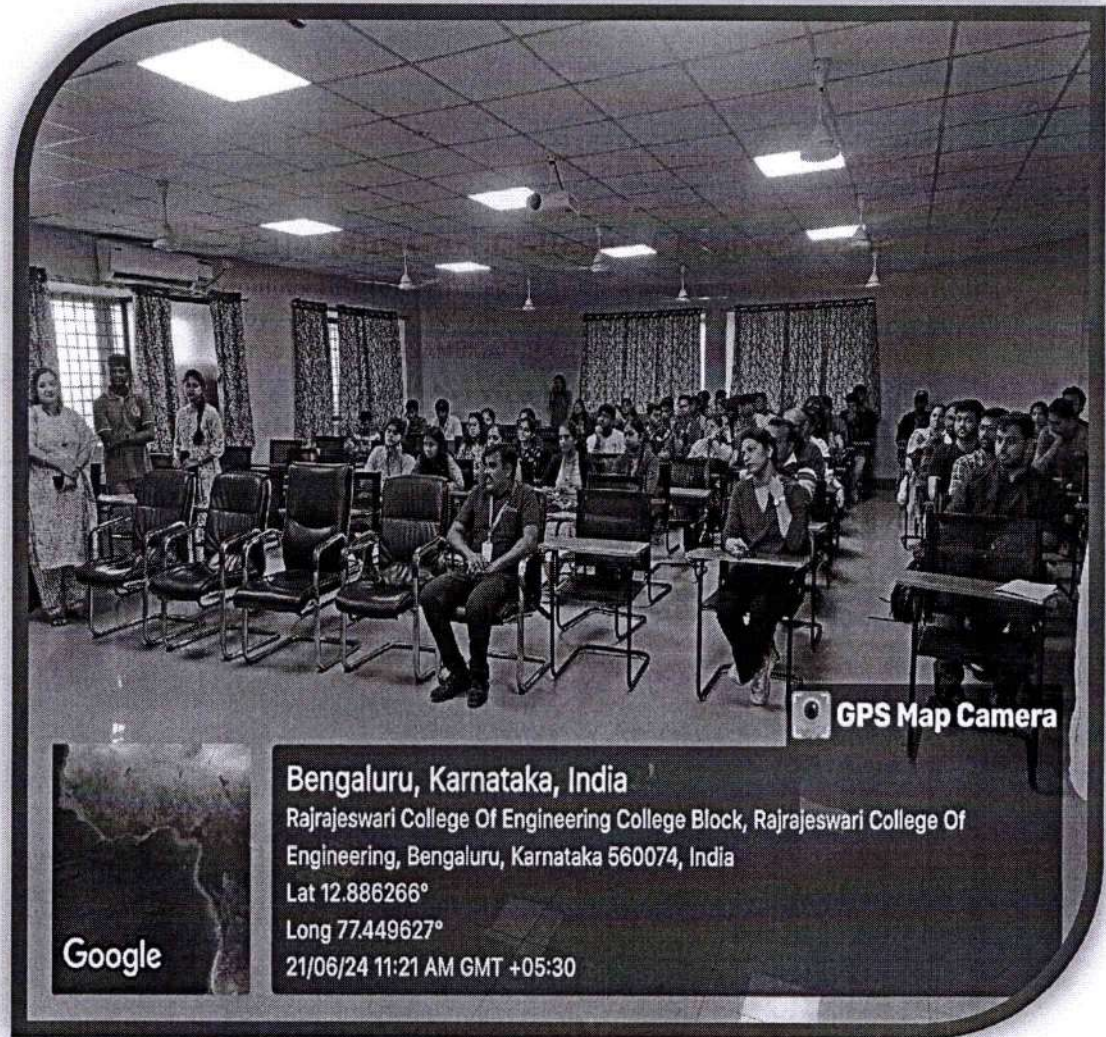 GPS Map Camera
Bengaluru, Karnataka, India
Rajrajeswari College Of Engineering College Block, Rajrajeswari College Of
Engineering, Bengaluru, Karnataka 560074, India
Lat 12.886266°
Long 77.449627°
21/06/24 11:21 AM GMT +05:30
Google